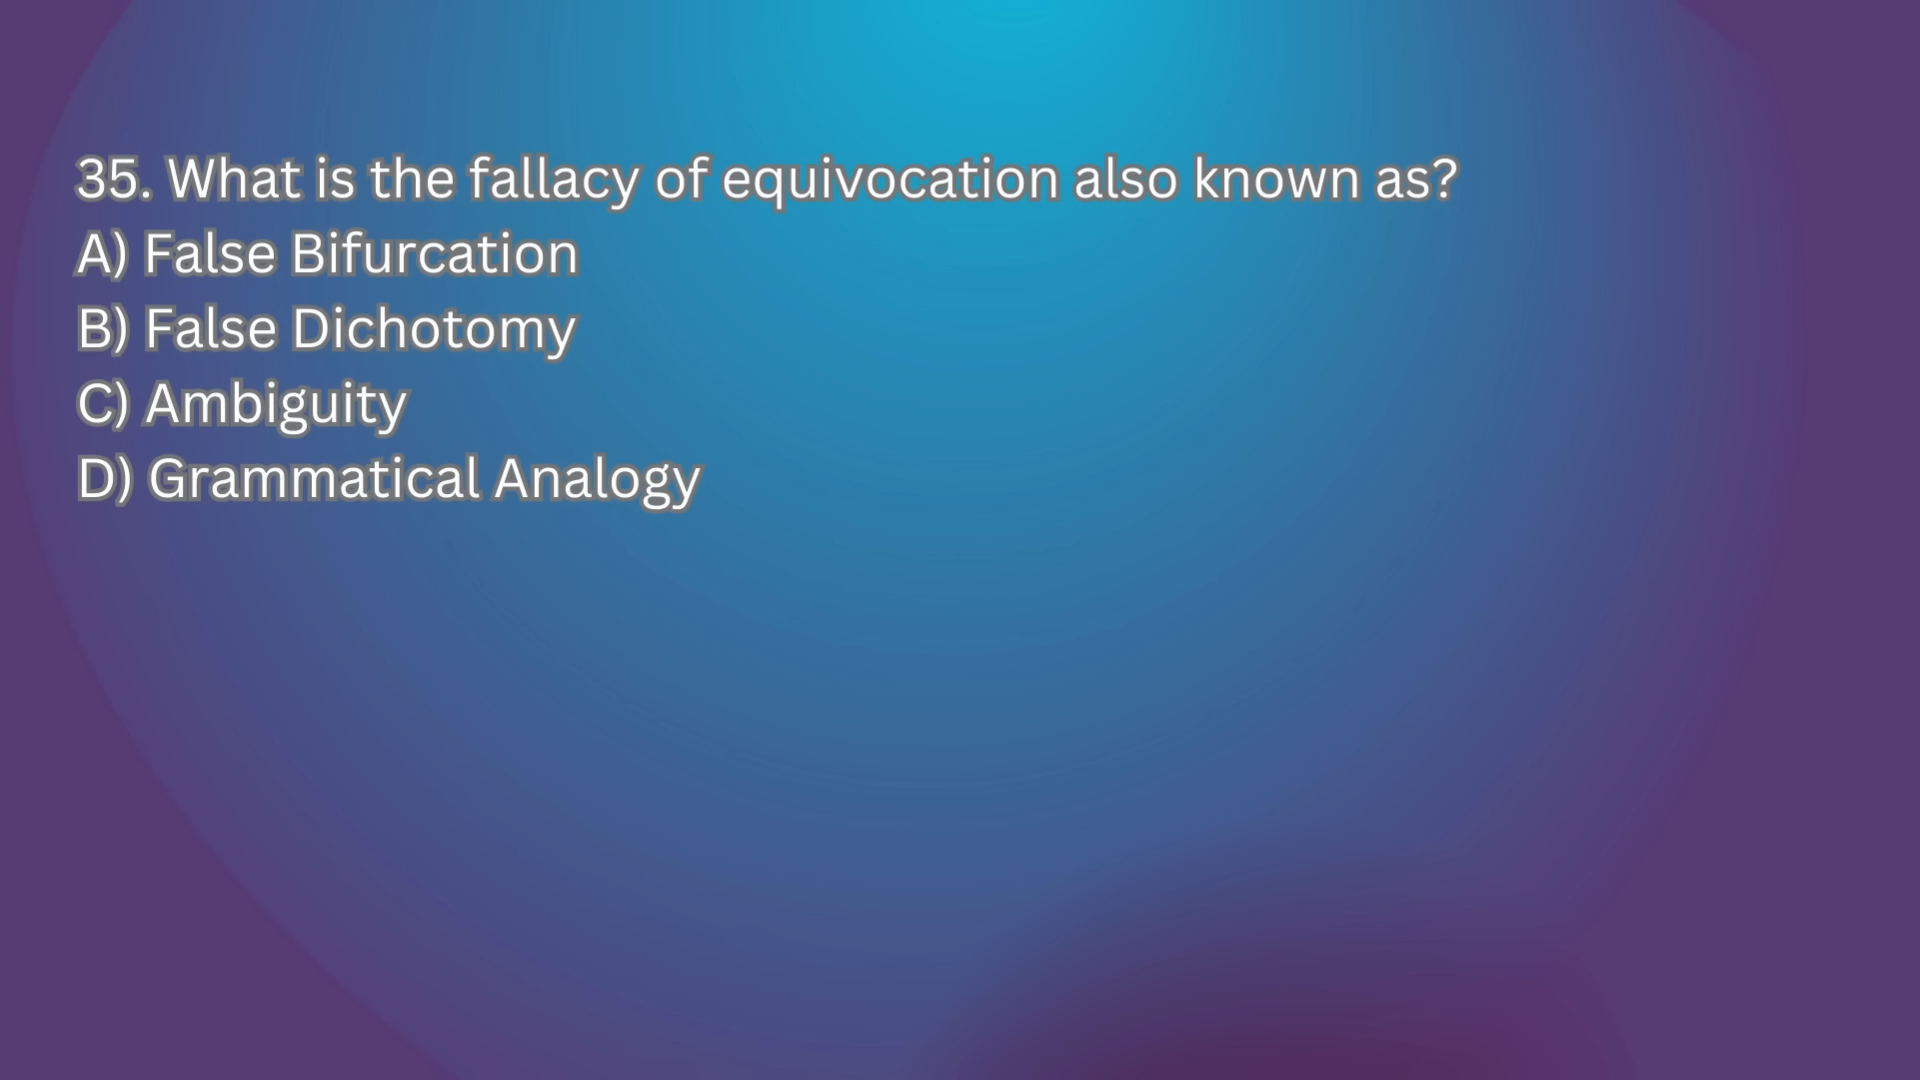 35. What is the fallacy of equivocation also known as?
A) False Bifurcation
B) False Dichotomy
C) Ambiguity
D) Grammatical Analogy